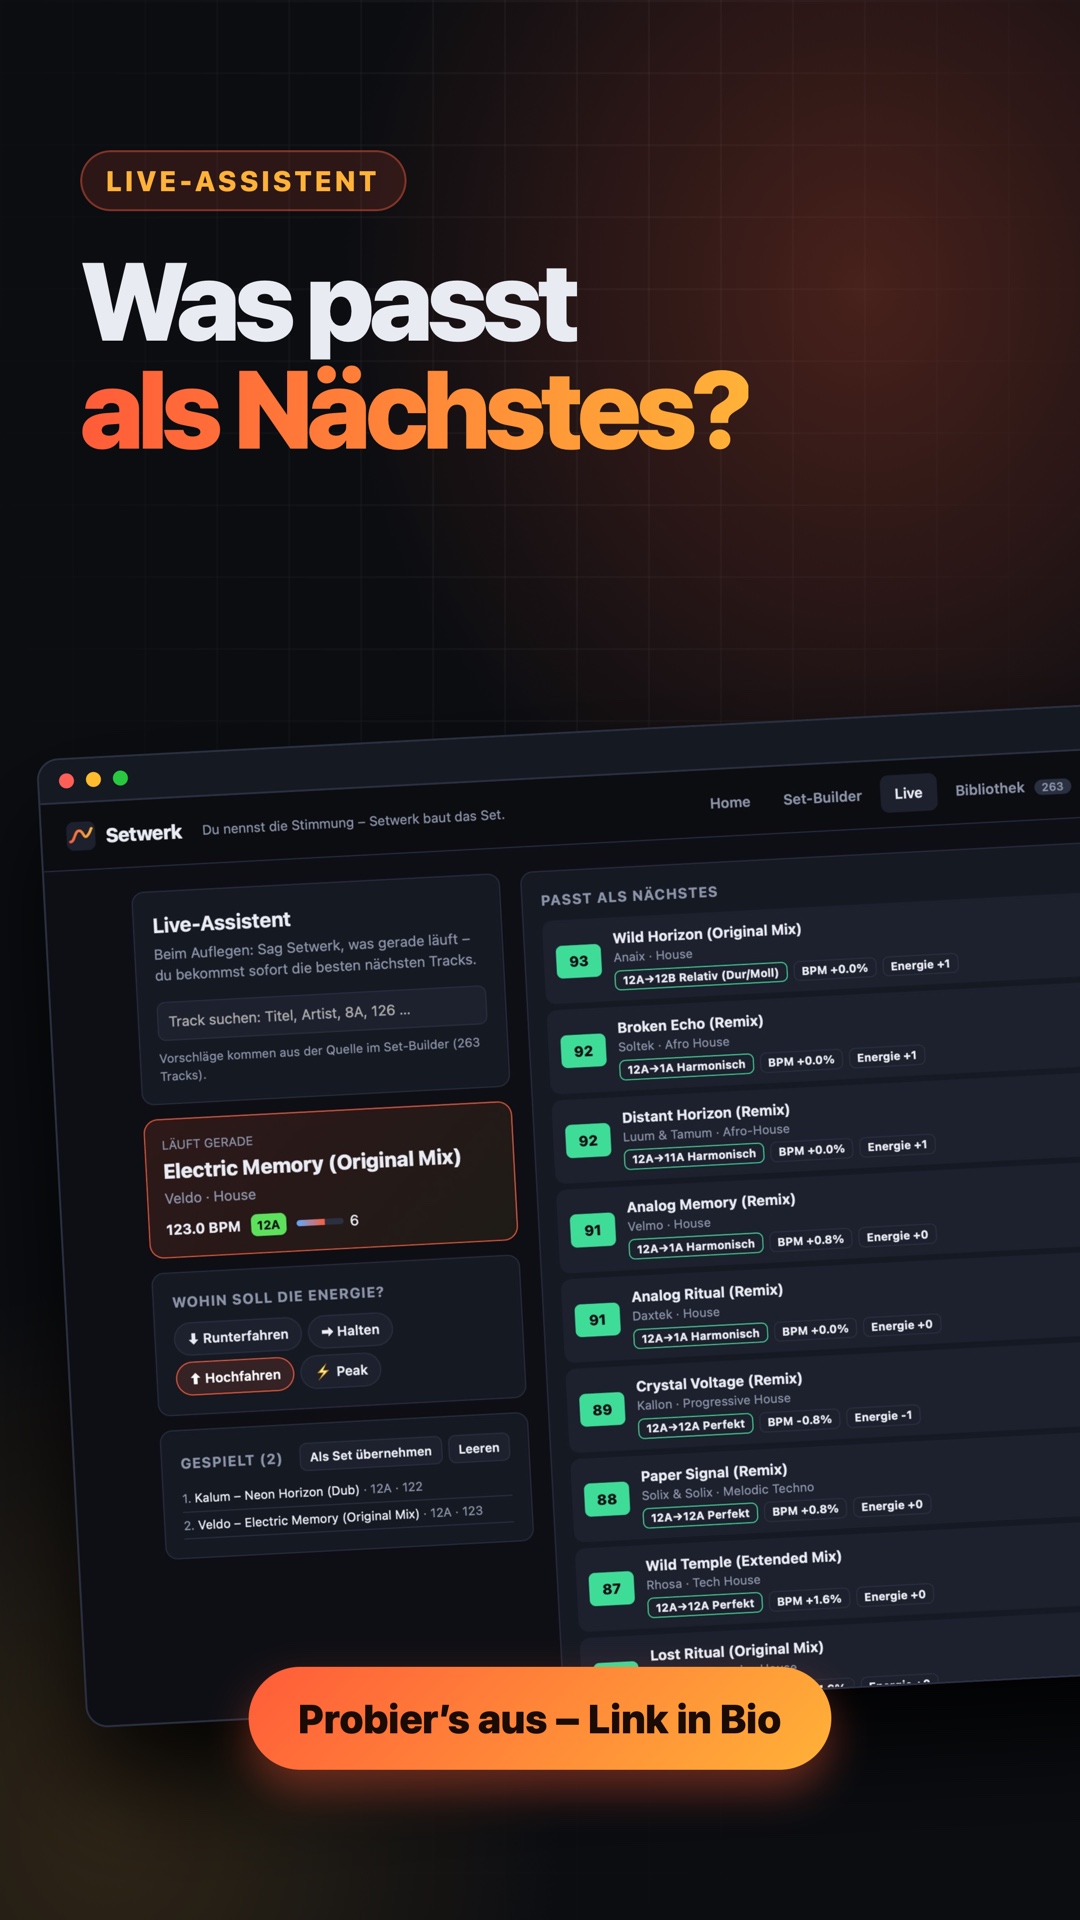 LIVE-ASSISTENT
Was passt
als Nächstes?
Setwerk
Du nennst die Stimmung – Setwerk baut das Set.
Home
Set-Builder
Live
Bibliothek 263
Live-Assistent
Beim Auflegen: Sag Setwerk, was gerade läuft –
du bekommst sofort die besten nächsten Tracks.
Track suchen: Titel, Artist, 8A, 126 ...
Vorschläge kommen aus der Quelle im Set-Builder (263
Tracks).
LÄUFT GERADE
Electric Memory (Original Mix)
Veldo · House
123.0 BPM 12A 6
WOHIN SOLL DIE ENERGIE?
⬇ Runterfahren ➡ Halten
⬆ Hochfahren ⚡ Peak
GESPIELT (2) Als Set übernehmen Leeren
1. Kalum – Neon Horizon (Dub) · 12A · 122
2. Veldo – Electric Memory (Original Mix) · 12A · 123
PASST ALS NÄCHSTES
93
Wild Horizon (Original Mix)
Anaix · House
12A→12B Relativ (Dur/Moll) BPM +0.0% Energie +1
92
Broken Echo (Remix)
Soltek · Afro House
12A→1A Harmonisch BPM +0.0% Energie +1
92
Distant Horizon (Remix)
Luum & Tamum · Afro-House
12A→11A Harmonisch BPM +0.0% Energie +1
91
Analog Memory (Remix)
Velmo · House
12A→1A Harmonisch BPM +0.8% Energie +0
91
Analog Ritual (Remix)
Daxtek · House
12A→1A Harmonisch BPM +0.0% Energie +0
89
Crystal Voltage (Remix)
Kallon · Progressive House
12A→12A Perfekt BPM -0.8% Energie -1
88
Paper Signal (Remix)
Solix & Solix · Melodic Techno
12A→12A Perfekt BPM +0.8% Energie +0
87
Wild Temple (Extended Mix)
Rhosa · Tech House
12A→12A Perfekt BPM +1.6% Energie +0
Lost Ritual (Original Mix)
Probier's aus – Link in Bio